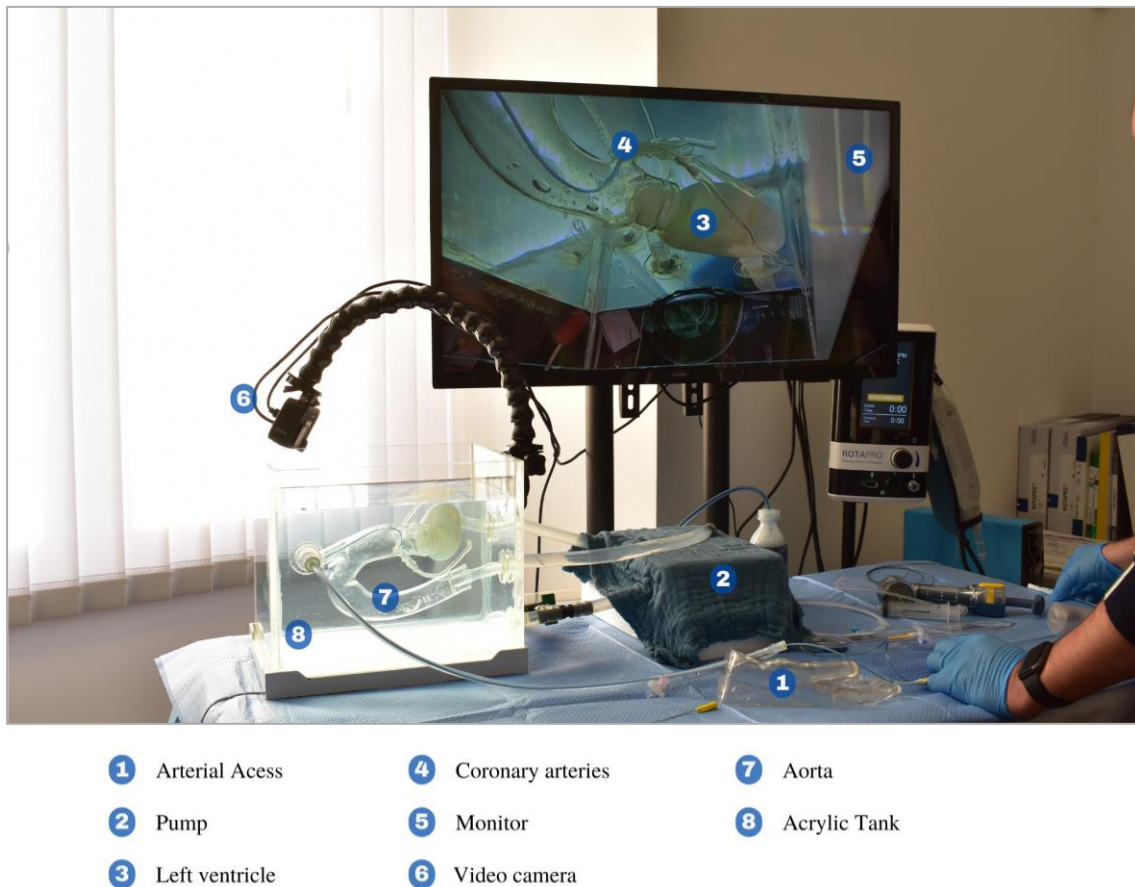 4
5
3
6
0:00
0:00
ROTAPRO
2
7
8
1
1 Arterial Acess
2 Pump
3 Left ventricle
4 Coronary arteries
5 Monitor
6 Video camera
7 Aorta
8 Acrylic Tank